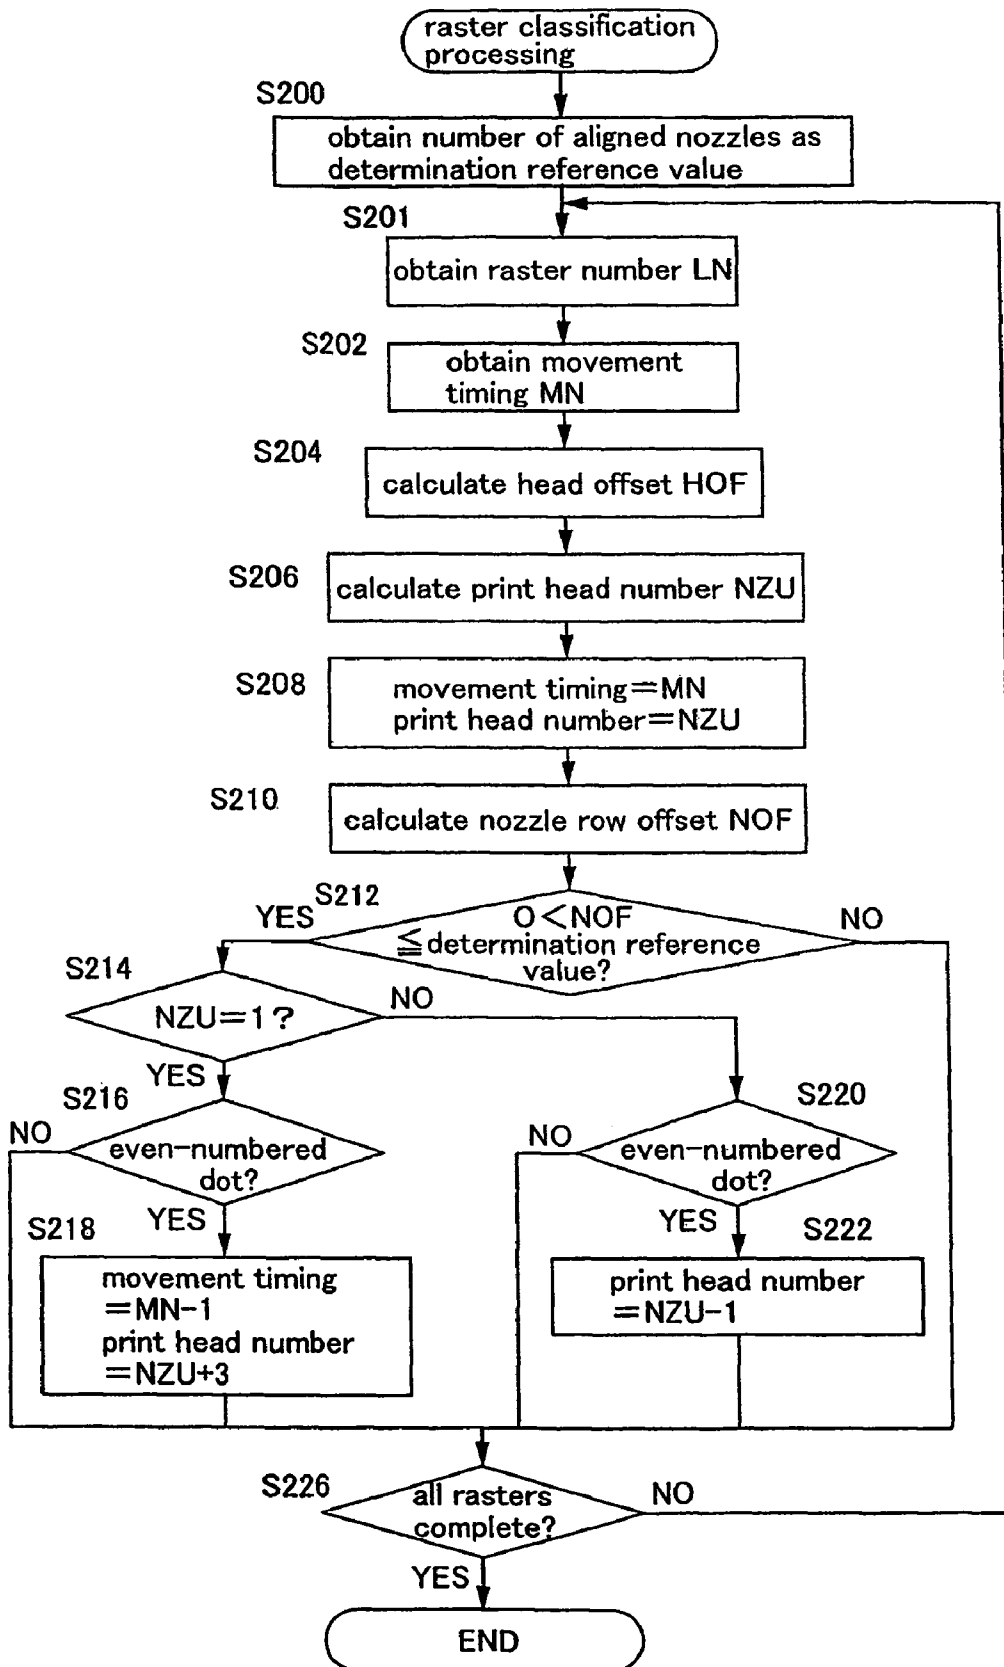 raster classification
processing
S200
obtain number of aligned nozzles as
determination reference value
S201
obtain raster number LN
S202
obtain movement
timing MN
S204
calculate head offset HOF
S206
calculate print head number NZU
S208
movement timing=MN
print head number=NZU
S210
calculate nozzle row offset NOF
S212
YES
0<NOF
≦determination reference
value?
NO
S214
NZU=1?
NO
YES
S216
NO
even-numbered
dot?
YES
S220
NO
even-numbered
dot?
YES
S218
movement timing
=MN-1
print head number
=NZU+3
S222
print head number
=NZU-1
S226
all rasters
complete?
NO
YES
END